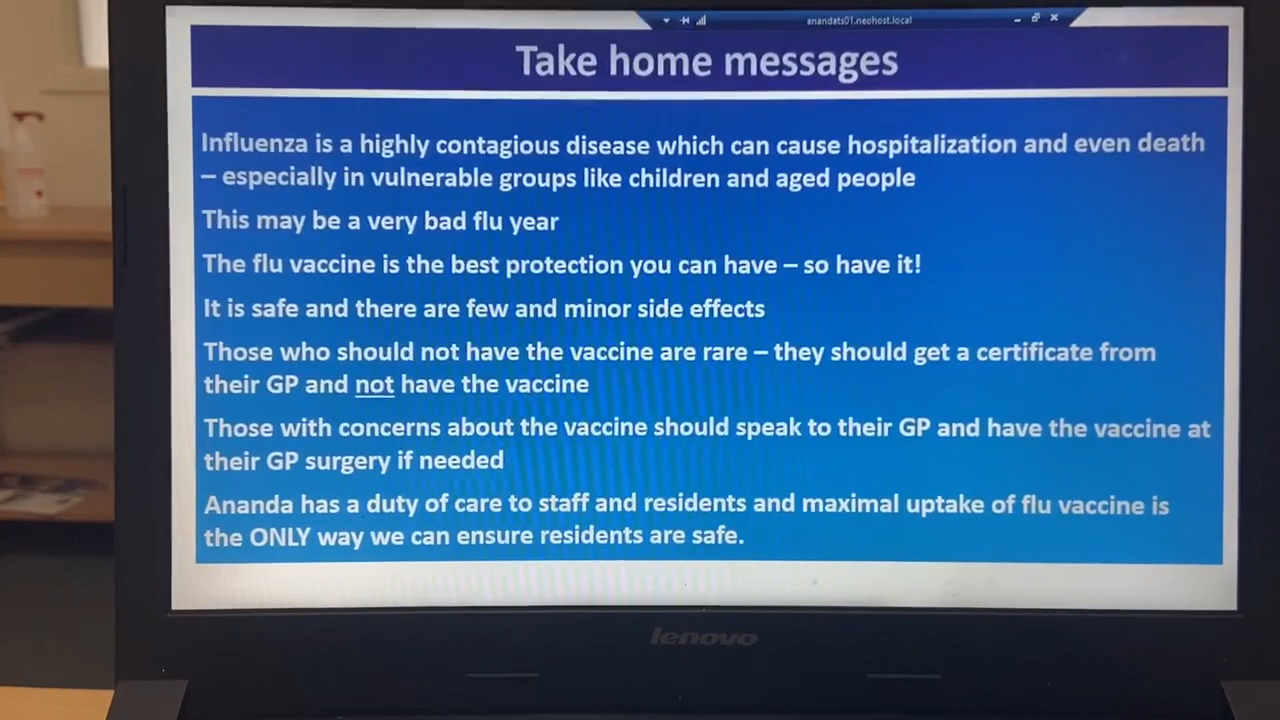 anandats01.neohost.local
Take home messages
Influenza is a highly contagious disease which can cause hospitalization and even death
– especially in vulnerable groups like children and aged people
This may be a very bad flu year
The flu vaccine is the best protection you can have – so have it!
It is safe and there are few and minor side effects
Those who should not have the vaccine are rare – they should get a certificate from
their GP and not have the vaccine
Those with concerns about the vaccine should speak to their GP and have the vaccine at
their GP surgery if needed
Ananda has a duty of care to staff and residents and maximal uptake of flu vaccine is
the ONLY way we can ensure residents are safe.
lenovo